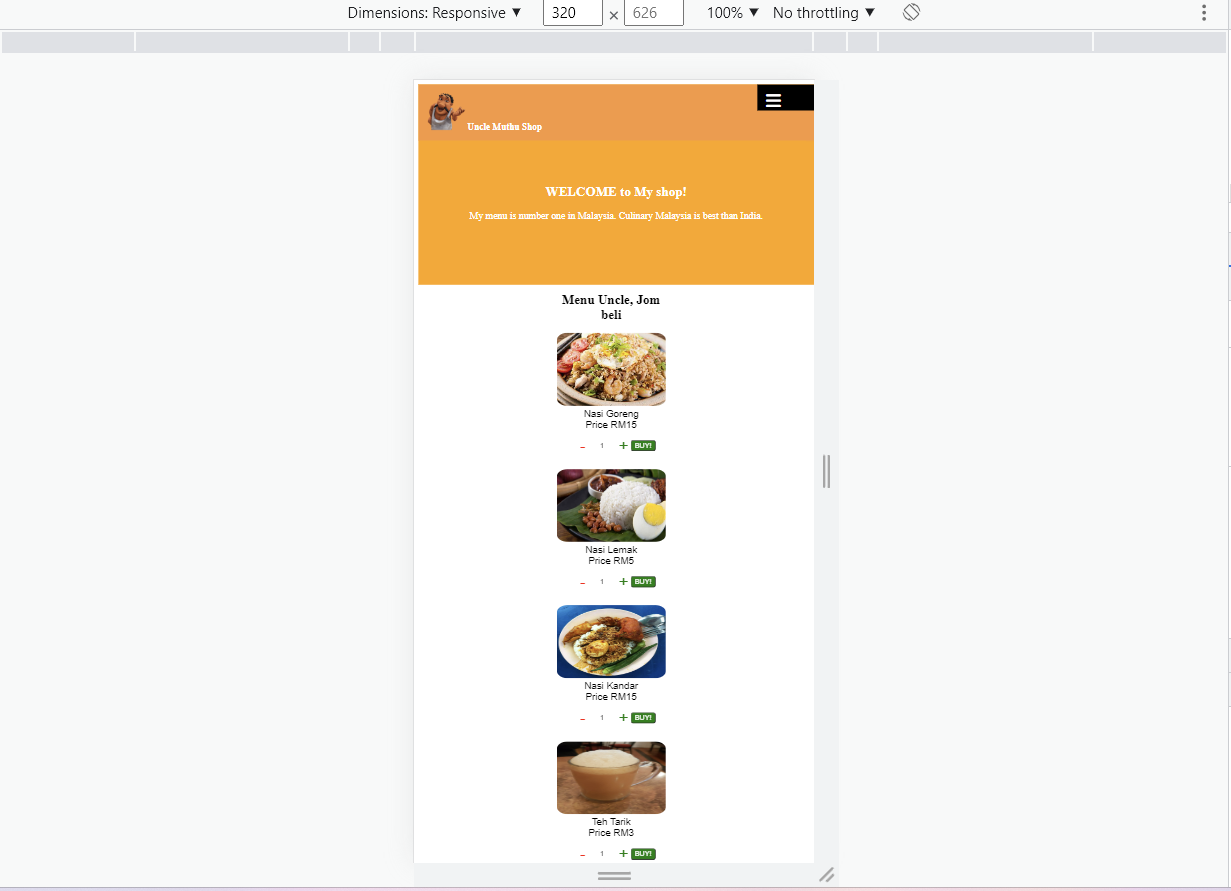 Dimensions: Responsive ▼ 320 × 626 100% ▼ No throttling ▼
Uncle Muthu Shop
WELCOME to My shop!
My menu is number one in Malaysia. Culinary Malaysia is best than India.
Menu Uncle, Jom
beli
Nasi Goreng
Price RM15
- 1 + BUY!
Nasi Lemak
Price RM5
- 1 + BUY!
Nasi Kandar
Price RM15
- 1 + BUY!
Teh Tarik
Price RM3
- 1 + BUY!